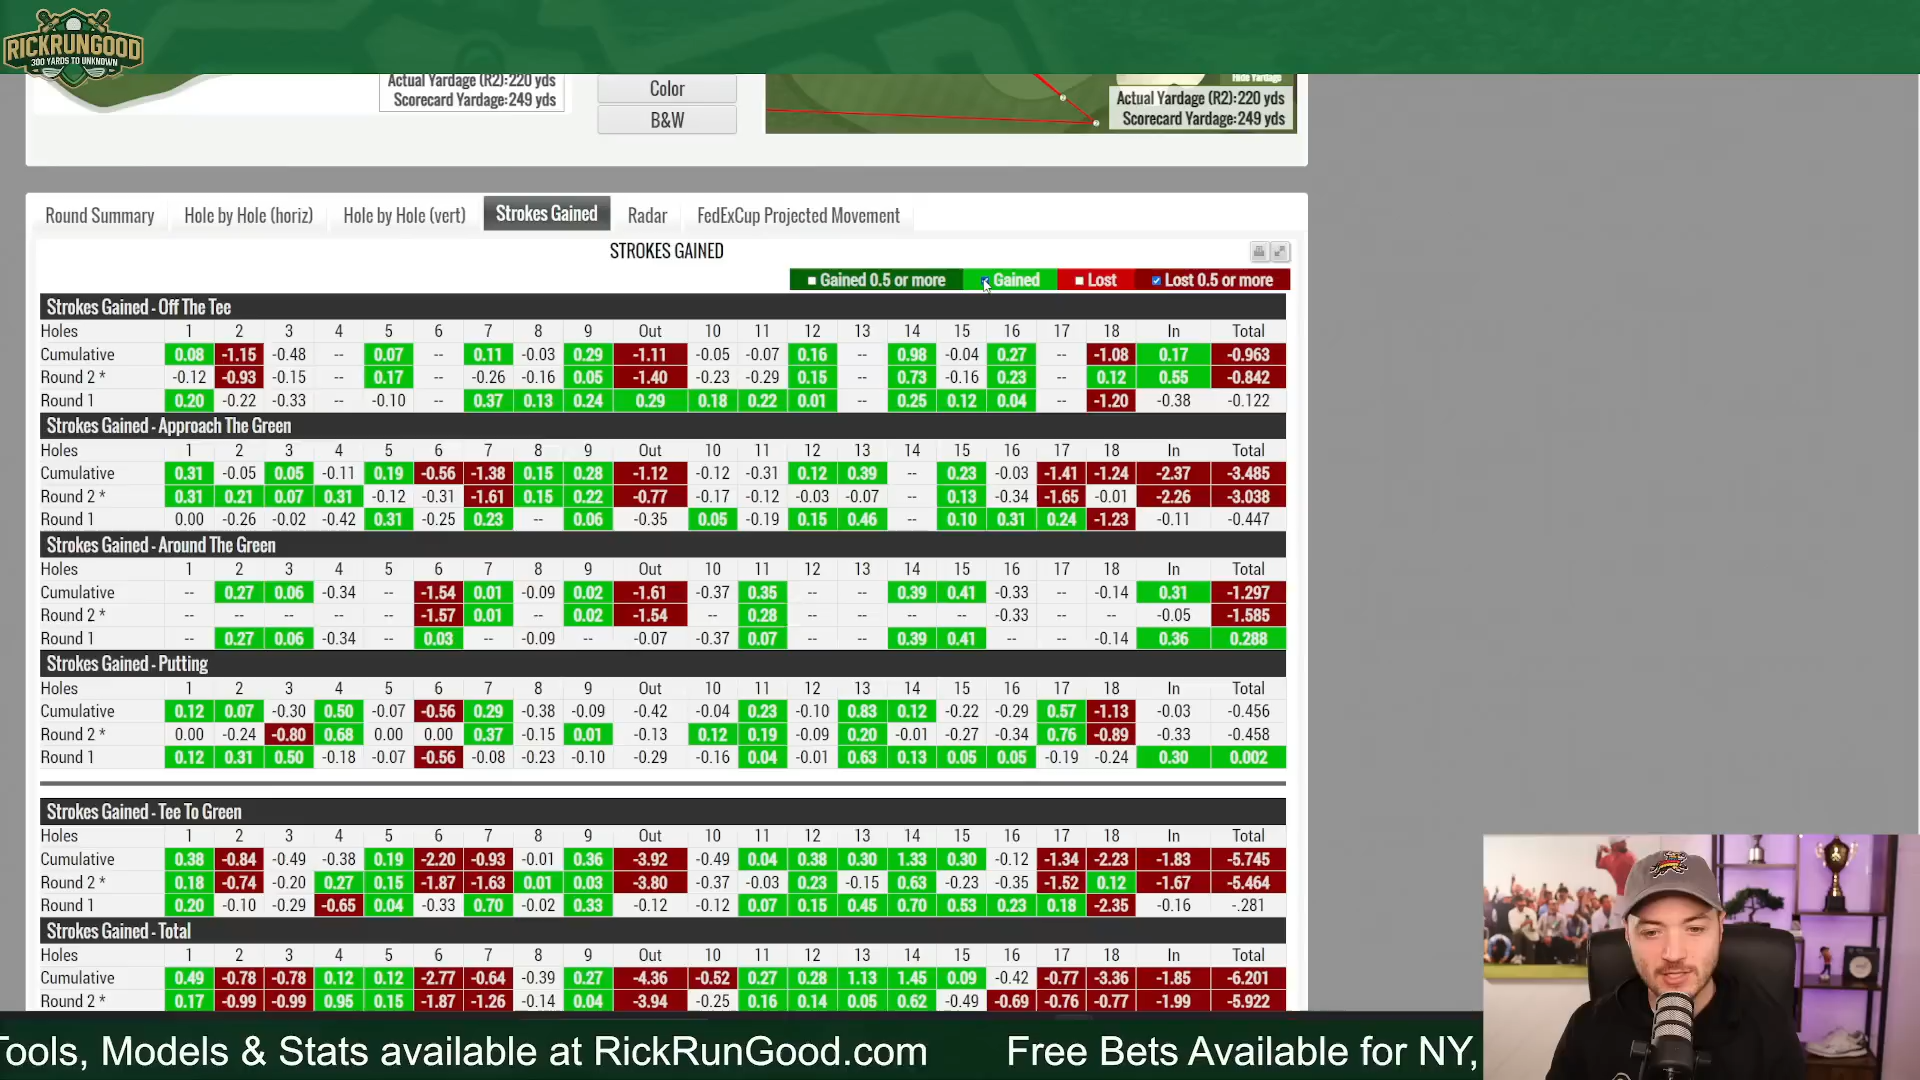 RICKRUNGOOD
300 YARDS TO UNKNOWN
Actual Yardage (R2):220 yds
Scorecard Yardage:249 yds
Color
B&W
Hide Yardage
Actual Yardage (R2):220 yds
Scorecard Yardage:249 yds
Round Summary Hole by Hole (horiz) Hole by Hole (vert) Strokes Gained Radar FedExCup Projected Movement
STROKES GAINED
Gained 0.5 or more Gained Lost Lost 0.5 or more
Strokes Gained - Off The Tee
Holes 1 2 3 4 5 6 7 8 9 Out 10 11 12 13 14 15 16 17 18 In Total
Cumulative 0.08 -1.15 -0.48 -- 0.07 -- 0.11 -0.03 0.29 -1.11 -0.05 -0.07 0.16 -- 0.98 -0.04 0.27 -- -1.08 0.17 -0.963
Round 2 * -0.12 -0.93 -0.15 -- 0.17 -- -0.26 -0.16 0.05 -1.40 -0.23 -0.29 0.15 -- 0.73 -0.16 0.23 -- 0.12 0.55 -0.842
Round 1 0.20 -0.22 -0.33 -- -0.10 -- 0.37 0.13 0.24 0.29 0.18 0.22 0.01 -- 0.25 0.12 0.04 -- -1.20 -0.38 -0.122
Strokes Gained - Approach The Green
Holes 1 2 3 4 5 6 7 8 9 Out 10 11 12 13 14 15 16 17 18 In Total
Cumulative 0.31 -0.05 0.05 -0.11 0.19 -0.56 -1.38 0.15 0.28 -1.12 -0.12 -0.31 0.12 0.39 -- 0.23 -0.03 -1.41 -1.24 -2.37 -3.485
Round 2 * 0.31 0.21 0.07 0.31 -0.12 -0.31 -1.61 0.15 0.22 -0.77 -0.17 -0.12 -0.03 -0.07 -- 0.13 -0.34 -1.65 -0.01 -2.26 -3.038
Round 1 0.00 -0.26 -0.02 -0.42 0.31 -0.25 0.23 -- 0.06 -0.35 0.05 -0.19 0.15 0.46 -- 0.10 0.31 0.24 -1.23 -0.11 -0.447
Strokes Gained - Around The Green
Holes 1 2 3 4 5 6 7 8 9 Out 10 11 12 13 14 15 16 17 18 In Total
Cumulative -- 0.27 0.06 -0.34 -- -1.54 0.01 -0.09 0.02 -1.61 -0.37 0.35 -- -- 0.39 0.41 -0.33 -- -0.14 0.31 -1.297
Round 2 * -- -- -- -- -- -1.57 0.01 -- 0.02 -1.54 -- 0.28 -- -- -- -- -0.33 -- -- -0.05 -1.585
Round 1 -- 0.27 0.06 -0.34 -- 0.03 -- -0.09 -- -0.07 -0.37 0.07 -- -- 0.39 0.41 -- -- -0.14 0.36 0.288
Strokes Gained - Putting
Holes 1 2 3 4 5 6 7 8 9 Out 10 11 12 13 14 15 16 17 18 In Total
Cumulative 0.12 0.07 -0.30 0.50 -0.07 -0.56 0.29 -0.38 -0.09 -0.42 -0.04 0.23 -0.10 0.83 0.12 -0.22 -0.29 0.57 -1.13 -0.03 -0.456
Round 2 * 0.00 -0.24 -0.80 0.68 0.00 0.00 0.37 -0.15 0.01 -0.13 0.12 0.19 -0.09 0.20 -0.01 -0.27 -0.34 0.76 -0.89 -0.33 -0.458
Round 1 0.12 0.31 0.50 -0.18 -0.07 -0.56 -0.08 -0.23 -0.10 -0.29 -0.16 0.04 -0.01 0.63 0.13 0.05 0.05 -0.19 -0.24 0.30 0.002
Strokes Gained - Tee To Green
Holes 1 2 3 4 5 6 7 8 9 Out 10 11 12 13 14 15 16 17 18 In Total
Cumulative 0.38 -0.84 -0.49 -0.38 0.19 -2.20 -0.93 -0.01 0.36 -3.92 -0.49 0.04 0.38 0.30 1.33 0.30 -0.12 -1.34 -2.23 -1.83 -5.745
Round 2 * 0.18 -0.74 -0.20 0.27 0.15 -1.87 -1.63 0.01 0.03 -3.80 -0.37 -0.03 0.23 -0.15 0.63 -0.23 -0.35 -1.52 0.12 -1.67 -5.464
Round 1 0.20 -0.10 -0.29 -0.65 0.04 -0.33 0.70 -0.02 0.33 -0.12 -0.12 0.07 0.15 0.45 0.70 0.53 0.23 0.18 -2.35 -0.16 -.281
Strokes Gained - Total
Holes 1 2 3 4 5 6 7 8 9 Out 10 11 12 13 14 15 16 17 18 In Total
Cumulative 0.49 -0.78 -0.78 0.12 0.12 -2.77 -0.64 -0.39 0.27 -4.36 -0.52 0.27 0.28 1.13 1.45 0.09 -0.42 -0.77 -3.36 -1.85 -6.201
Round 2 * 0.17 -0.99 -0.99 0.95 0.15 -1.87 -1.26 -0.14 0.04 -3.94 -0.25 0.16 0.14 0.05 0.62 -0.49 -0.69 -0.76 -0.77 -1.99 -5.922
Tools, Models & Stats available at RickRunGood.com Free Bets Available for NY,